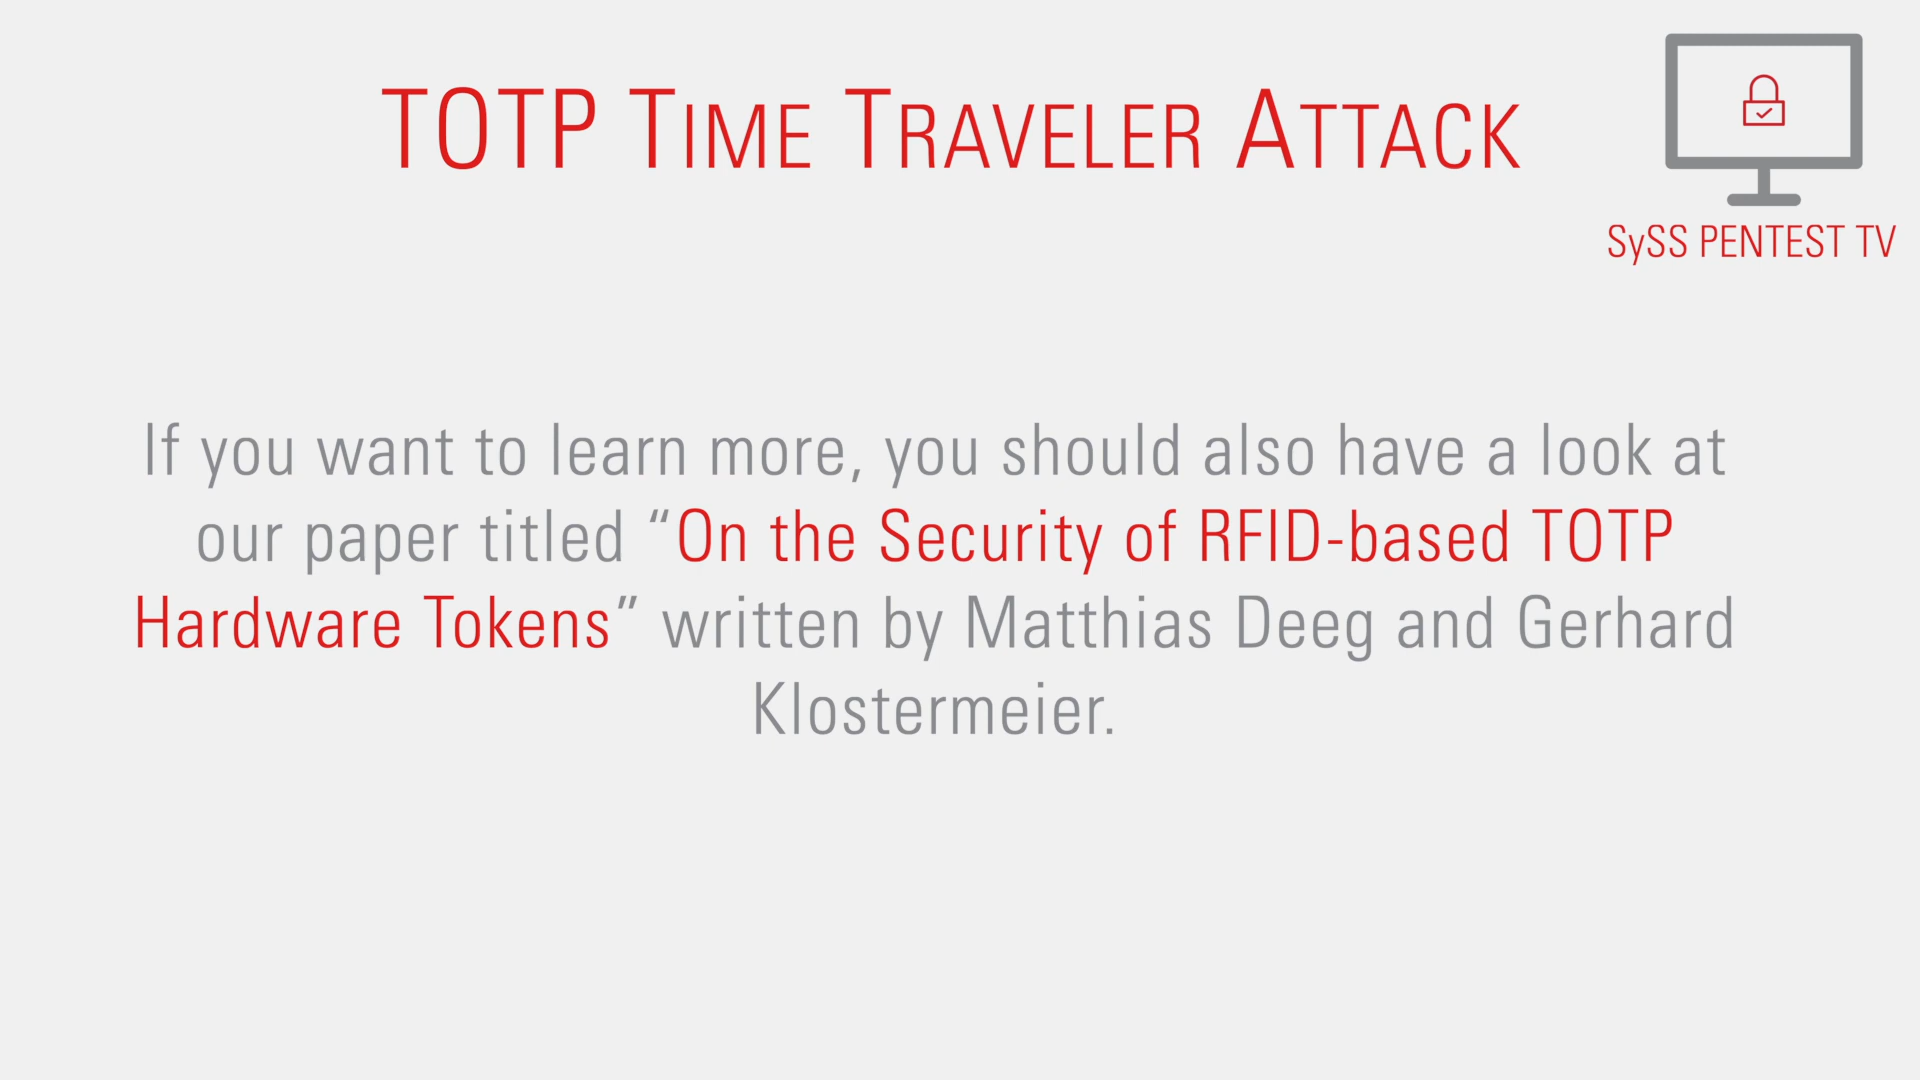 TOTP TIME TRAVELER ATTACK
SySS PENTEST TV
If you want to learn more, you should also have a look at
our paper titled “On the Security of RFID-based TOTP
Hardware Tokens” written by Matthias Deeg and Gerhard
Klostermeier.